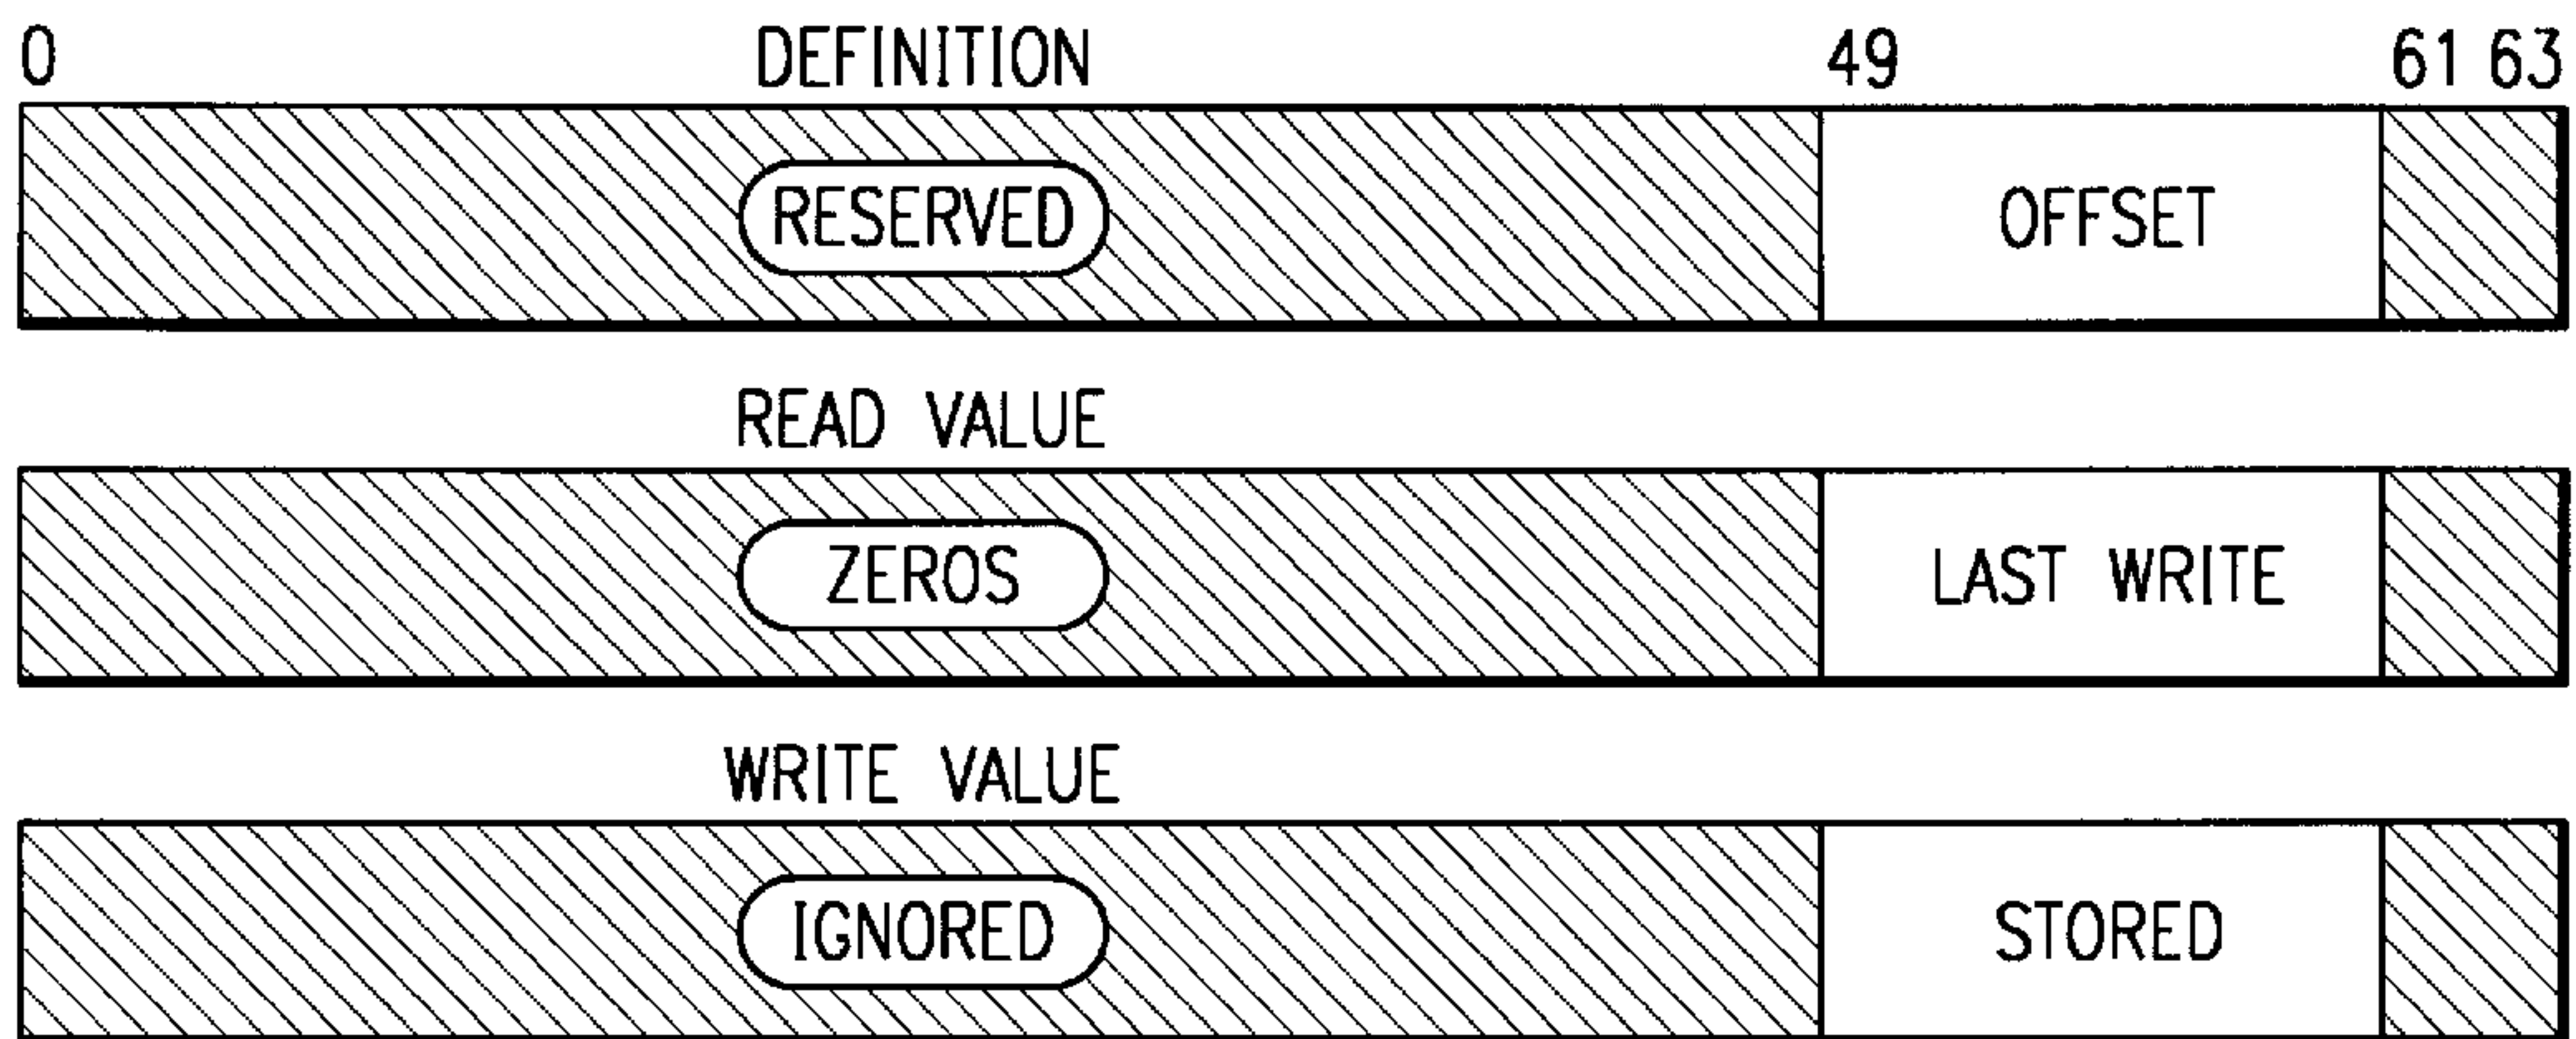 0 DEFINITION 49 61 63
RESERVED OFFSET
READ VALUE
ZEROS LAST WRITE
WRITE VALUE
IGNORED STORED